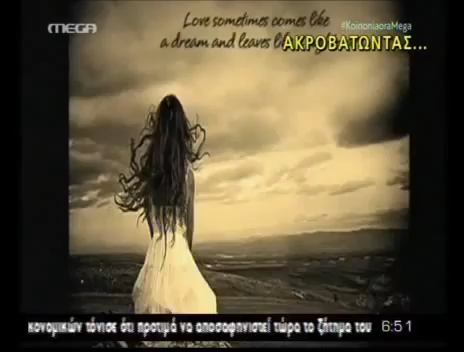 MEGA
Love sometimes comes like
#KoinoniaoraMega
a dream and leaves
ΑΚΡΟΒΑΤΩΝΤΑΣ...
κονομικών τόνισε ότι προτιμά να αποσαφηνιστεί τώρα το ζήτημα του
6:51